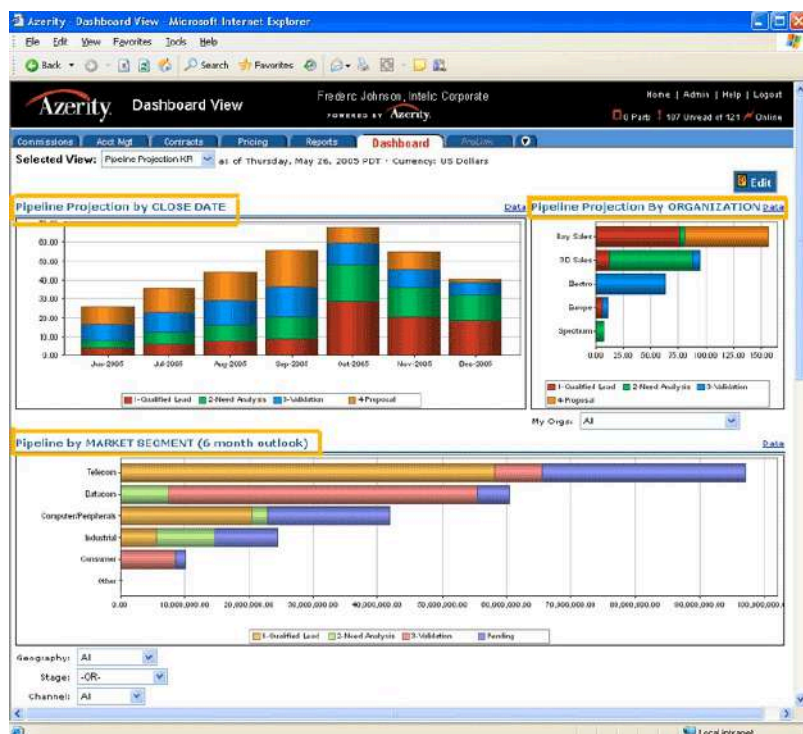 Azerity - Dashboard View - Microsoft Internet Explorer
File Edit View Favorites Tools Help
Back Search Favorites
Azerity. Dashboard View
Frederic Johnson, Intelic Corporate
POWERED BY Azerity.
Home | Admin | Help | Logout
0 Parts 107 Unread of 121 Online
Commissions Acct Mgt Contracts Pricing Reports Dashboard
Selected View: Pipeline Projection KR as of Thursday, May 26, 2005 PDT · Currency: US Dollars
Edit
Pipeline Projection by CLOSE DATE Data
60.00
50.00
40.00
30.00
20.00
10.00
0.00
Jun-2005 Jul-2005 Aug-2005 Sep-2005 Oct-2005 Nov-2005 Dec-2005
1-Qualified Lead 2-Need Analysis 3-Validation 4-Proposal
Pipeline Projection By ORGANIZATION Data
Bay Sales
Electro
Europe
Spectrum
0.00 25.00 50.00 75.00 100.00 125.00 150.00
1-Qualified Lead 2-Need Analysis 3-Validation
4-Proposal
My Orgs: All
Pipeline by MARKET SEGMENT (6 month outlook) Data
Telecom
Datacom
Computer/Peripherals
Industrial
Consumer
Other
0.00 10,000,000.00 20,000,000.00 30,000,000.00 40,000,000.00 50,000,000.00 60,000,000.00 70,000,000.00 80,000,000.00 90,000,000.00 100,000,000.
1-Qualified Lead 2-Need Analysis 3-Validation Pending
Geography: All
Stage: -OR-
Channel: All
Local intranet